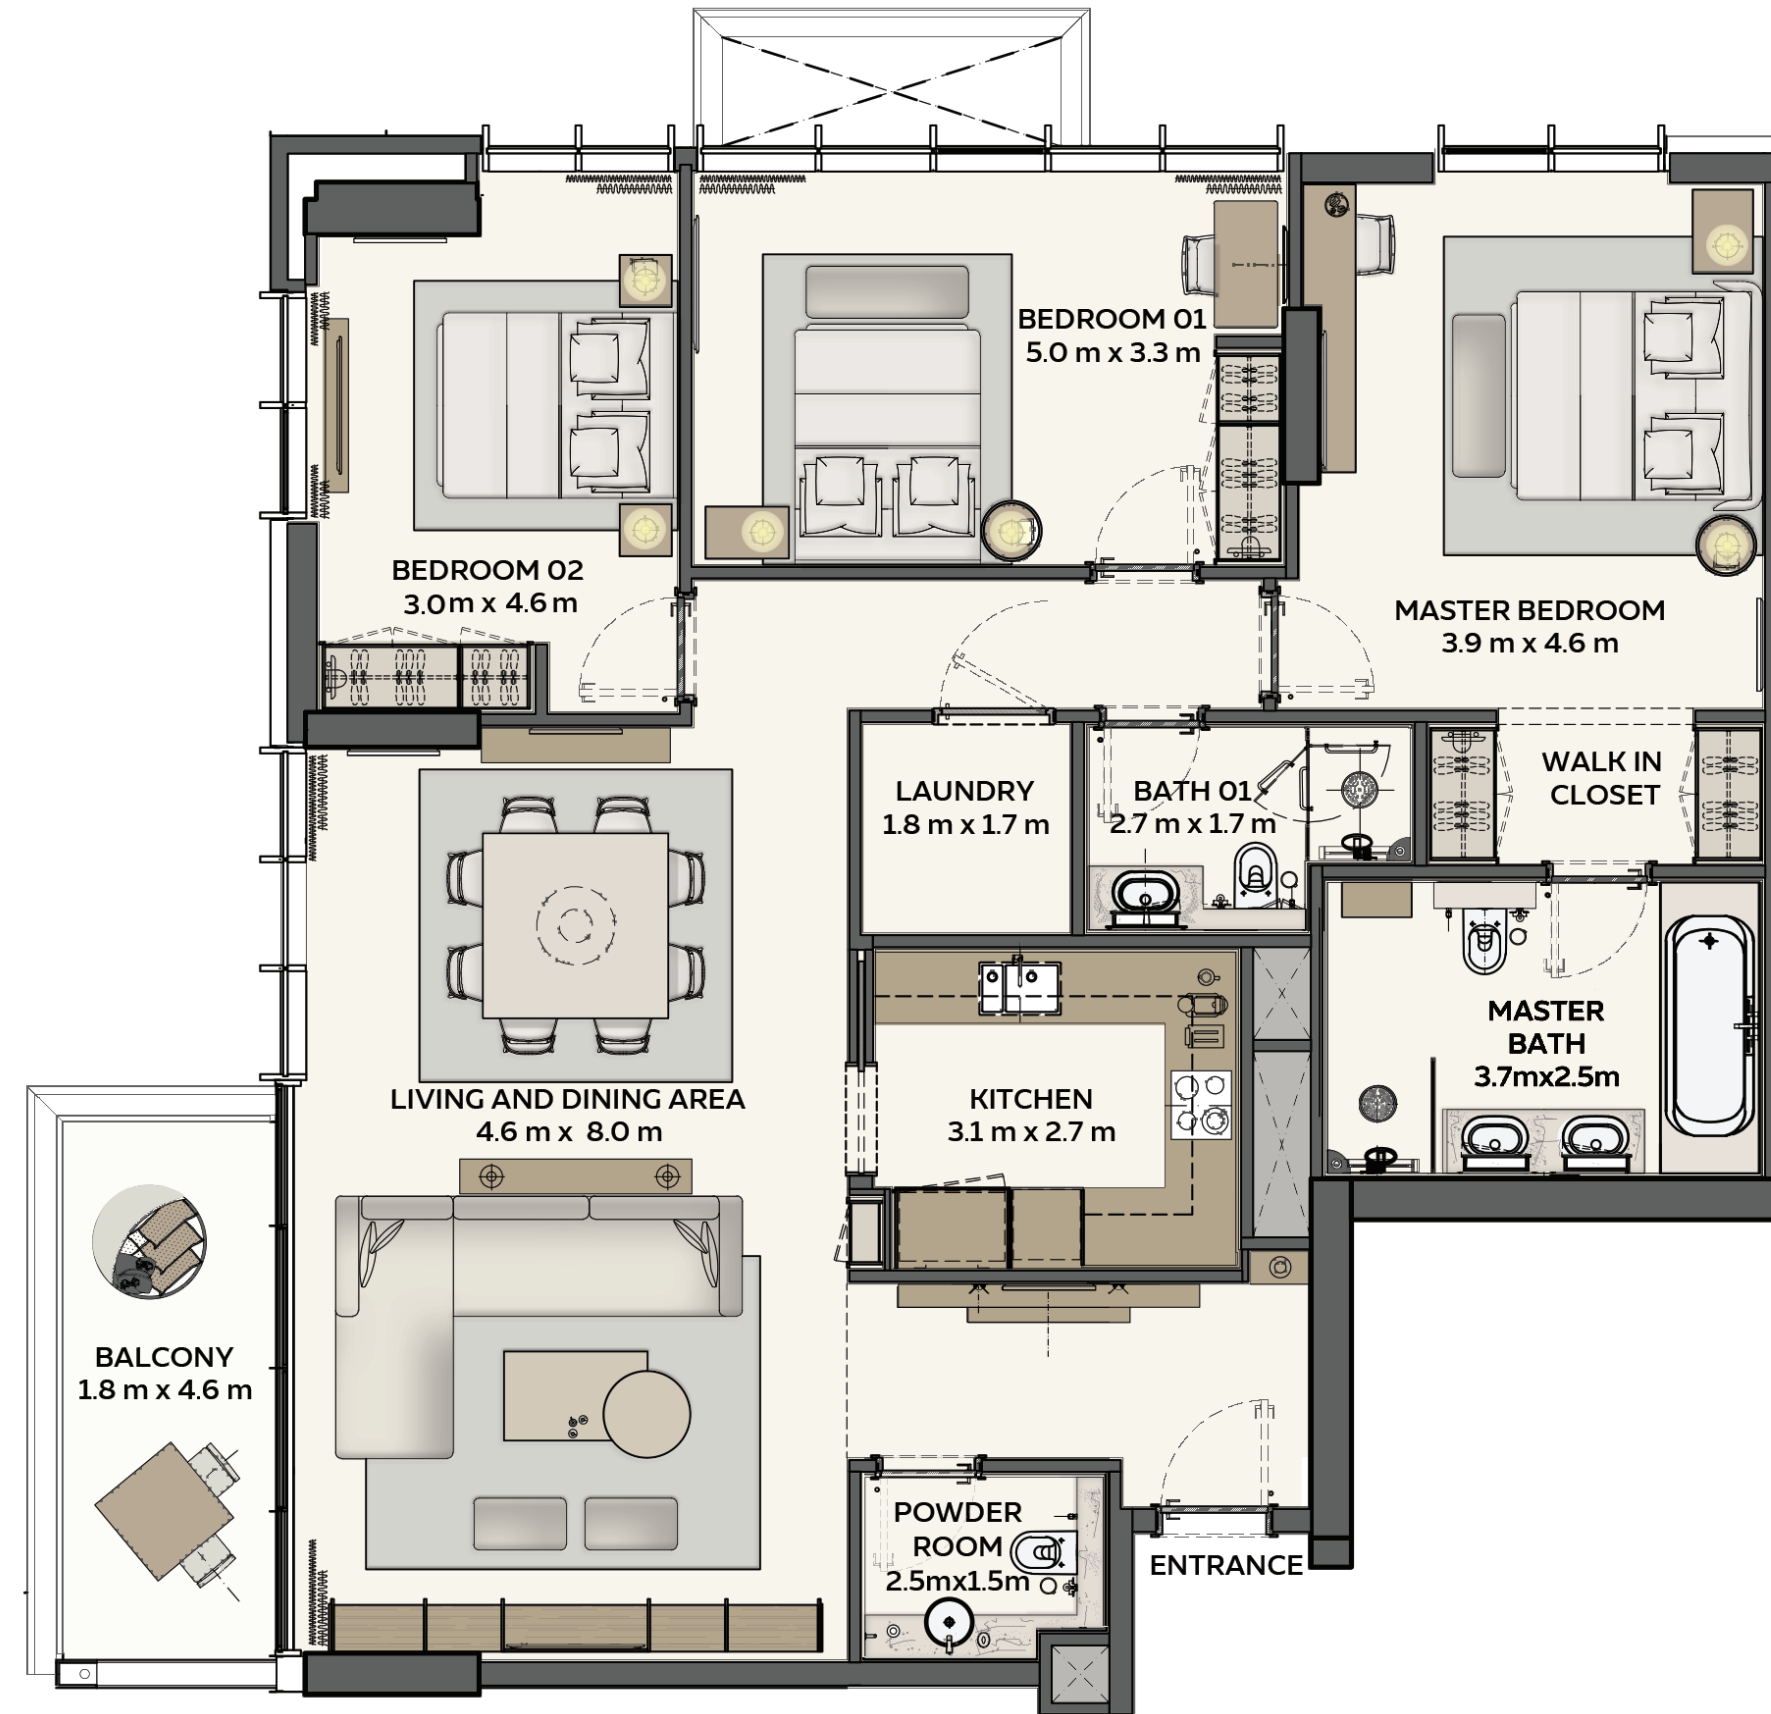 BEDROOM 01
5.0 m x 3.3 m
BEDROOM 02
3.0m x 4.6 m
MASTER BEDROOM
3.9 m x 4.6 m
WALK IN
CLOSET
LAUNDRY
1.8 m x 1.7 m
BATH 01
2.7 m x 1.7 m
MASTER
BATH
3.7mx2.5m
LIVING AND DINING AREA
4.6 m x 8.0 m
KITCHEN
3.1 m x 2.7 m
BALCONY
1.8 m x 4.6 m
POWDER
ROOM
2.5mx1.5m
ENTRANCE